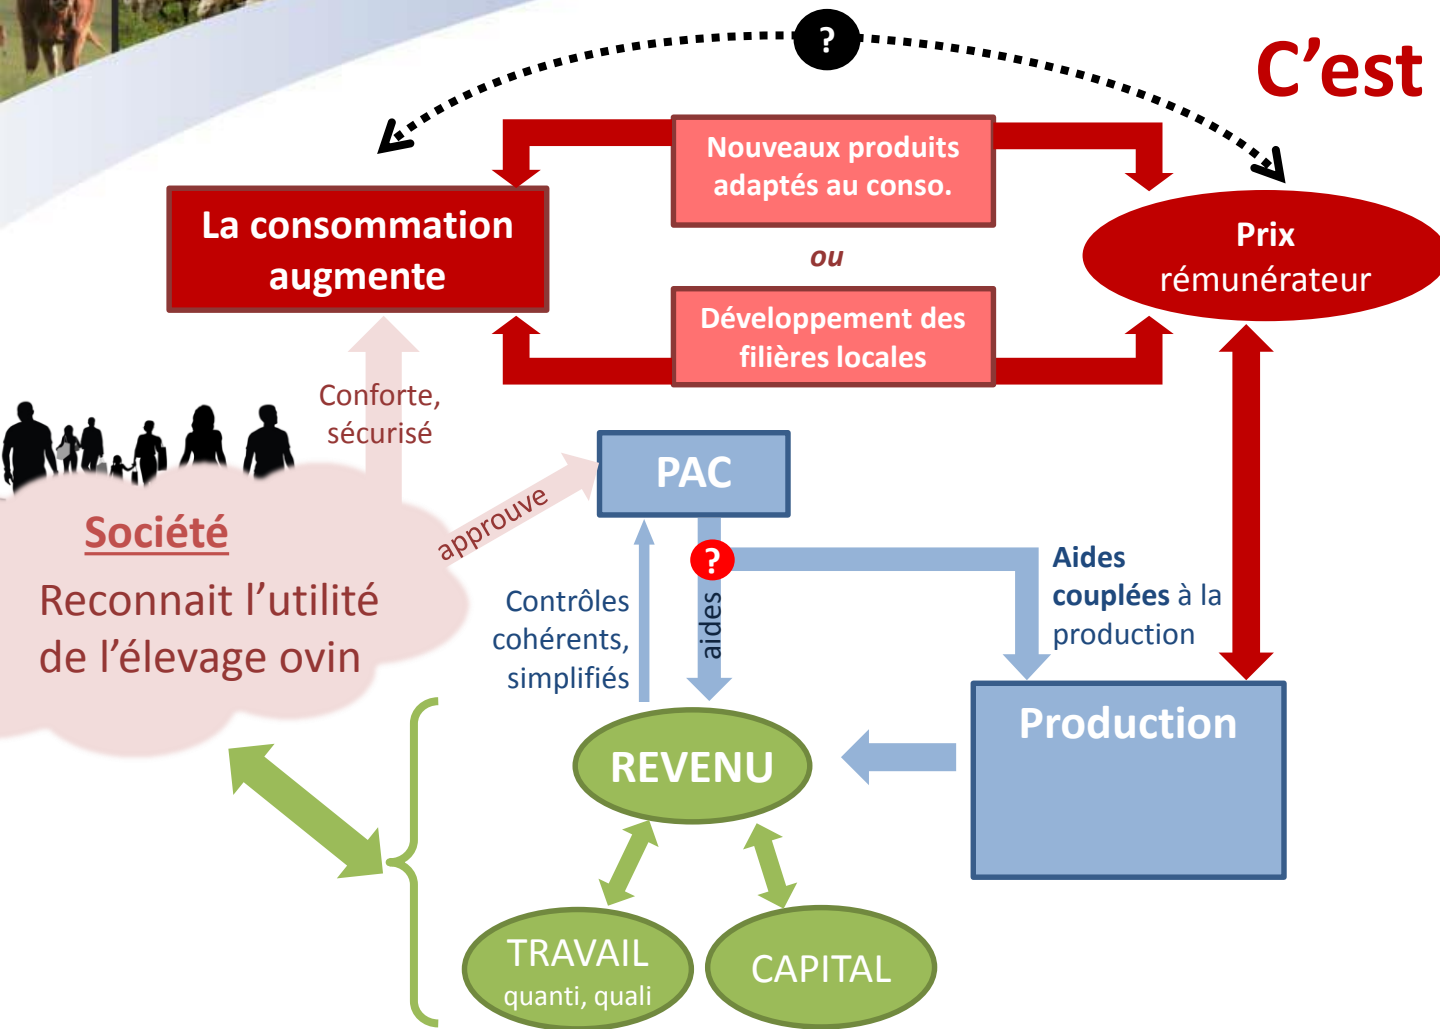 ?
C’est
Nouveaux produits
adaptés au conso.
La consommation
augmente
Prix
rémunérateur
ou
Développement des
filières locales
Conforte,
sécurisé
PAC
approuve
Société
Reconnait l’utilité
de l’élevage ovin
?
Aides
couplées à la
production
Contrôles
cohérents,
simplifiés
aides
Production
REVENU
TRAVAIL
quanti, quali
CAPITAL